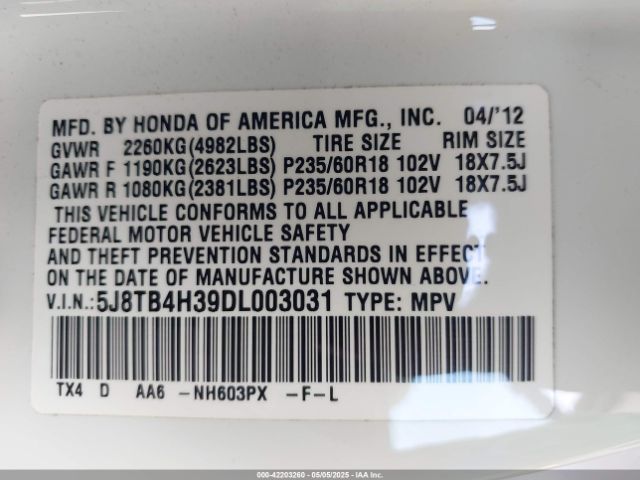 MFD. BY HONDA OF AMERICA MFG., INC. 04/'12
GVWR 2260KG(4982LBS) TIRE SIZE RIM SIZE
GAWR F 1190KG(2623LBS) P235/60R18 102V 18X7.5J
GAWR R 1080KG(2381LBS) P235/60R18 102V 18X7.5J
THIS VEHICLE CONFORMS TO ALL APPLICABLE
FEDERAL MOTOR VEHICLE SAFETY
AND THEFT PREVENTION STANDARDS IN EFFECT
ON THE DATE OF MANUFACTURE SHOWN ABOVE.
V.I.N.:5J8TB4H39DL003031 TYPE: MPV
TX4 D AA6 -NH603PX -F-L
000-42203260 - 05/05/2025 - IAAI.COM